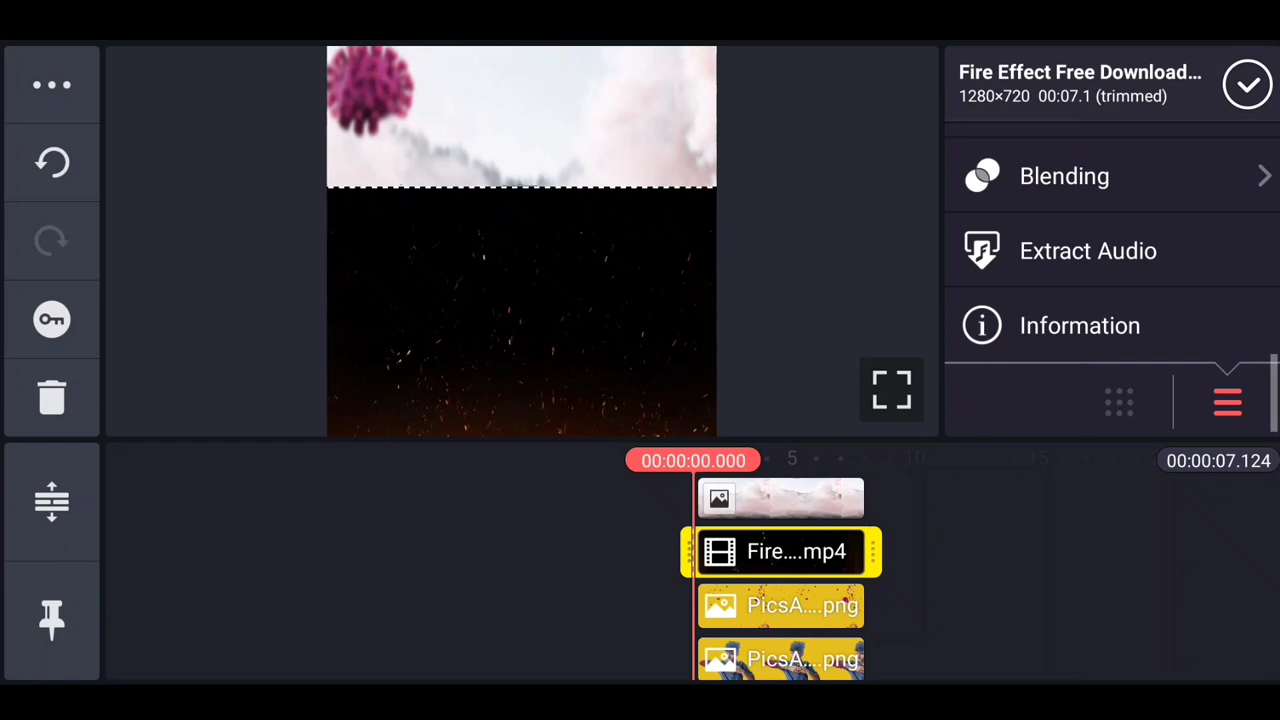 Fire Effect Free Download...
1280×720 00:07.1 (trimmed)
Blending
Extract Audio
Information
00:00:00.000
5
10
15
00:00:07.124
Fire....mp4
PicsA....png
PicsA....png